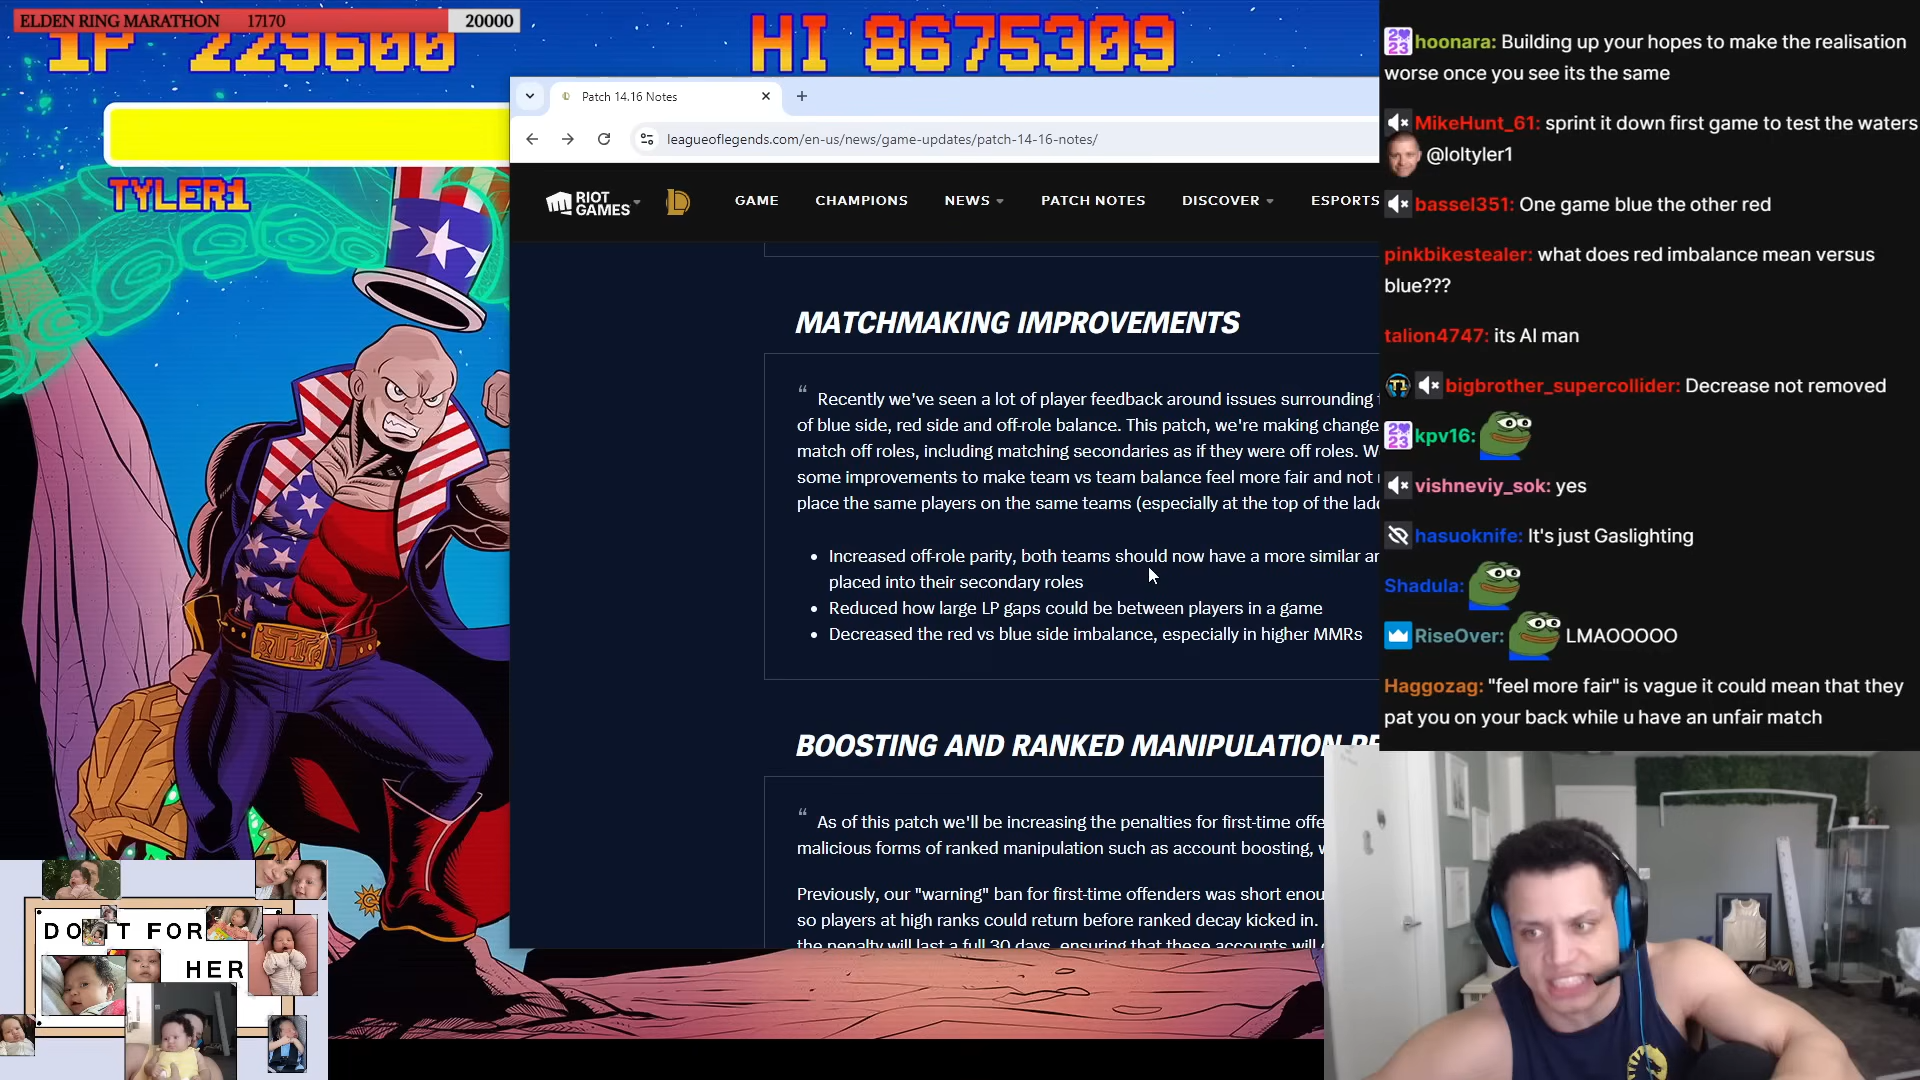 ELDEN RING MARATHON 17170 20000
1P 229600
HI 8675309
TYLER1
Patch 14.16 Notes
leagueoflegends.com/en-us/news/game-updates/patch-14-16-notes/
RIOT GAMES
GAME CHAMPIONS NEWS PATCH NOTES DISCOVER ESPORTS
MATCHMAKING IMPROVEMENTS
“ Recently we've seen a lot of player feedback around issues surrounding
of blue side, red side and off-role balance. This patch, we're making change
match off roles, including matching secondaries as if they were off roles. W
some improvements to make team vs team balance feel more fair and not
place the same players on the same teams (especially at the top of the lad
• Increased off-role parity, both teams should now have a more similar
placed into their secondary roles
• Reduced how large LP gaps could be between players in a game
• Decreased the red vs blue side imbalance, especially in higher MMRs
BOOSTING AND RANKED MANIPULATION
“ As of this patch we'll be increasing the penalties for first-time offe
malicious forms of ranked manipulation such as account boosting,
Previously, our "warning" ban for first-time offenders was short enou
so players at high ranks could return before ranked decay kicked in.
the penalty will last a full 30 days, ensuring that these accounts will
T1
DO IT FOR
HER
hoonara: Building up your hopes to make the realisation
worse once you see its the same
MikeHunt_61: sprint it down first game to test the waters
@loltyler1
bassel351: One game blue the other red
pinkbikestealer: what does red imbalance mean versus
blue???
talion4747: its AI man
bigbrother_supercollider: Decrease not removed
kpv16:
vishneviy_sok: yes
hasuoknife: It's just Gaslighting
Shadula:
RiseOver: LMAOOOOO
Haggozag: "feel more fair" is vague it could mean that they
pat you on your back while u have an unfair match